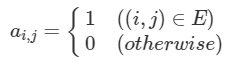 a_{i,j} = { 1 ((i, j) ∈ E)
0 (otherwise)